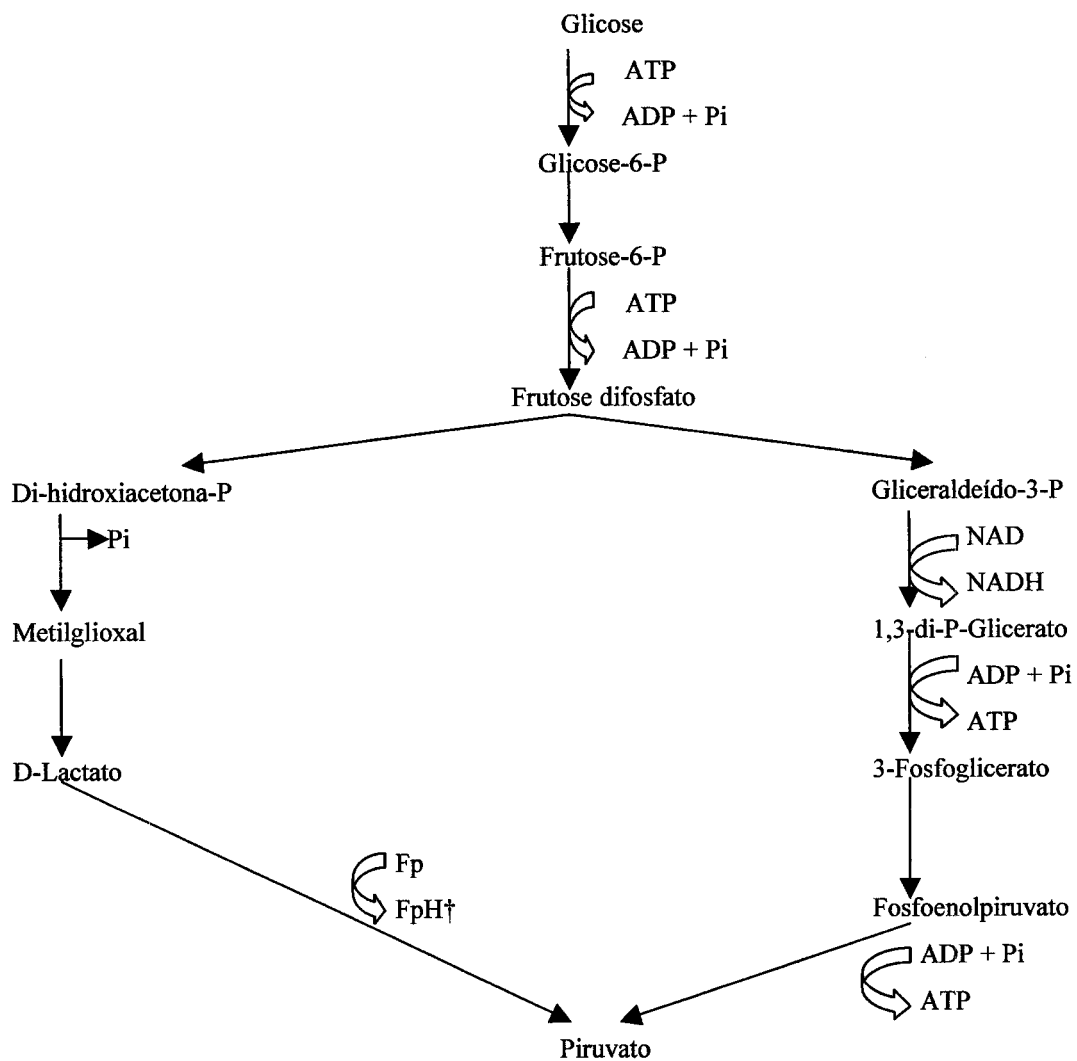 Glicose
ATP
ADP + Pi
Glicose-6-P
Frutose-6-P
ATP
ADP + Pi
Frutose difosfato
Di-hidroxiacetona-P
Gliceraldeído-3-P
Pi
NAD
NADH
Metilglioxal
1,3-di-P-Glicerato
ADP + Pi
ATP
D-Lactato
3-Fosfoglicerato
Fp
FpH†
Fosfoenolpiruvato
ADP + Pi
ATP
Piruvato